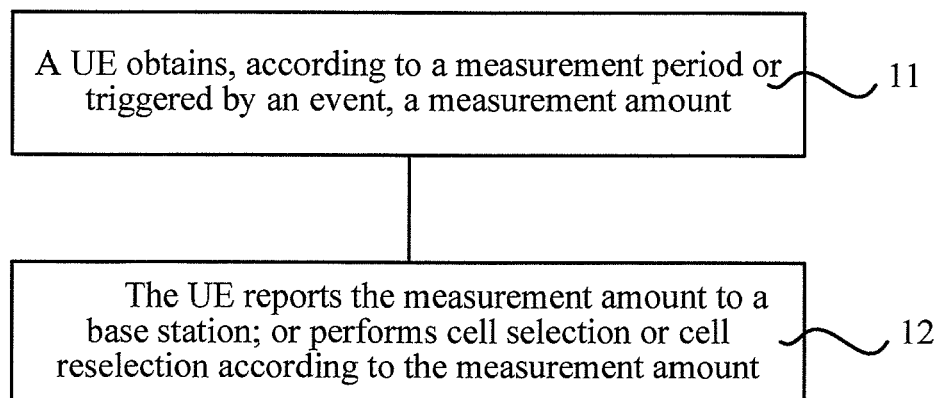 A UE obtains, according to a measurement period or
triggered by an event, a measurement amount
11
The UE reports the measurement amount to a
base station; or performs cell selection or cell
reselection according to the measurement amount
12